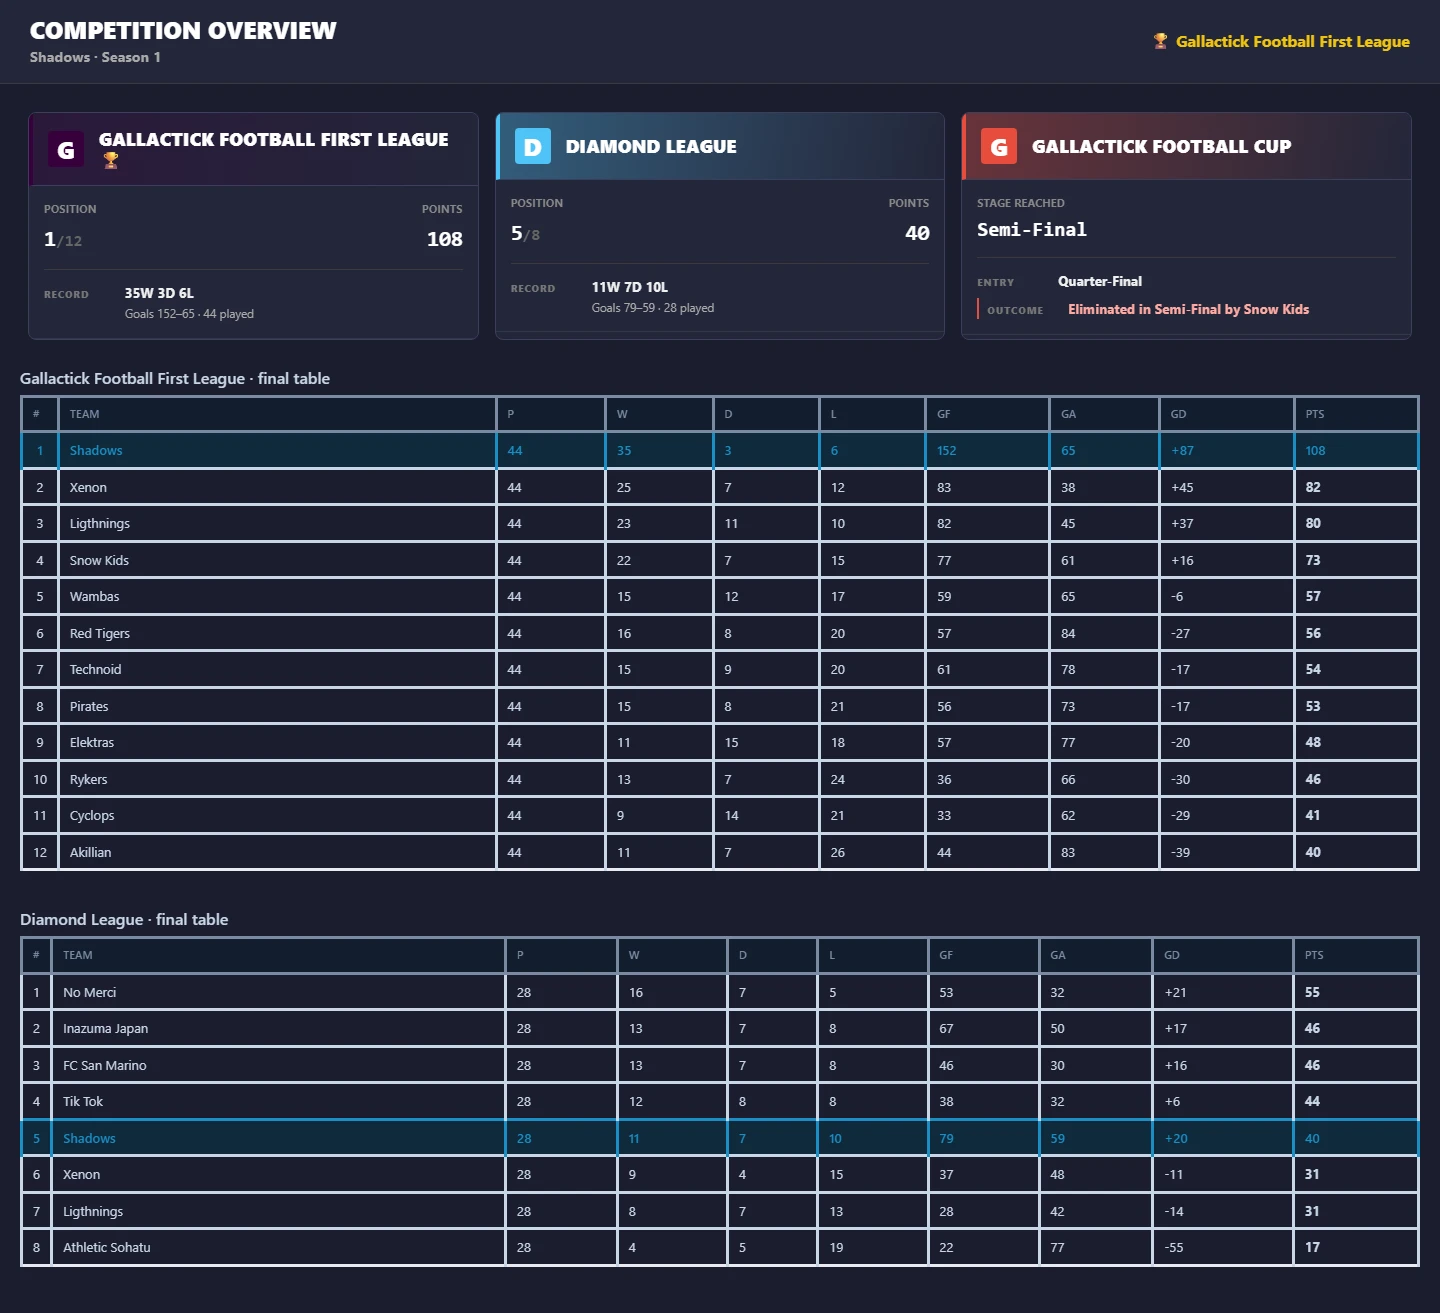 COMPETITION OVERVIEW
Shadows · Season 1
🏆 Gallactick Football First League
G GALLACTICK FOOTBALL FIRST LEAGUE 🏆
POSITION POINTS
1/12 108
RECORD 35W 3D 6L
Goals 152–65 · 44 played
D DIAMOND LEAGUE
POSITION POINTS
5/8 40
RECORD 11W 7D 10L
Goals 79–59 · 28 played
G GALLACTICK FOOTBALL CUP
STAGE REACHED
Semi-Final
ENTRY Quarter-Final
OUTCOME Eliminated in Semi-Final by Snow Kids
Gallactick Football First League · final table
# TEAM P W D L GF GA GD PTS
1 Shadows 44 35 3 6 152 65 +87 108
2 Xenon 44 25 7 12 83 38 +45 82
3 Ligthnings 44 23 11 10 82 45 +37 80
4 Snow Kids 44 22 7 15 77 61 +16 73
5 Wambas 44 15 12 17 59 65 -6 57
6 Red Tigers 44 16 8 20 57 84 -27 56
7 Technoid 44 15 9 20 61 78 -17 54
8 Pirates 44 15 8 21 56 73 -17 53
9 Elektras 44 11 15 18 57 77 -20 48
10 Rykers 44 13 7 24 36 66 -30 46
11 Cyclops 44 9 14 21 33 62 -29 41
12 Akillian 44 11 7 26 44 83 -39 40
Diamond League · final table
# TEAM P W D L GF GA GD PTS
1 No Merci 28 16 7 5 53 32 +21 55
2 Inazuma Japan 28 13 7 8 67 50 +17 46
3 FC San Marino 28 13 7 8 46 30 +16 46
4 Tik Tok 28 12 8 8 38 32 +6 44
5 Shadows 28 11 7 10 79 59 +20 40
6 Xenon 28 9 4 15 37 48 -11 31
7 Ligthnings 28 8 7 13 28 42 -14 31
8 Athletic Sohatu 28 4 5 19 22 77 -55 17